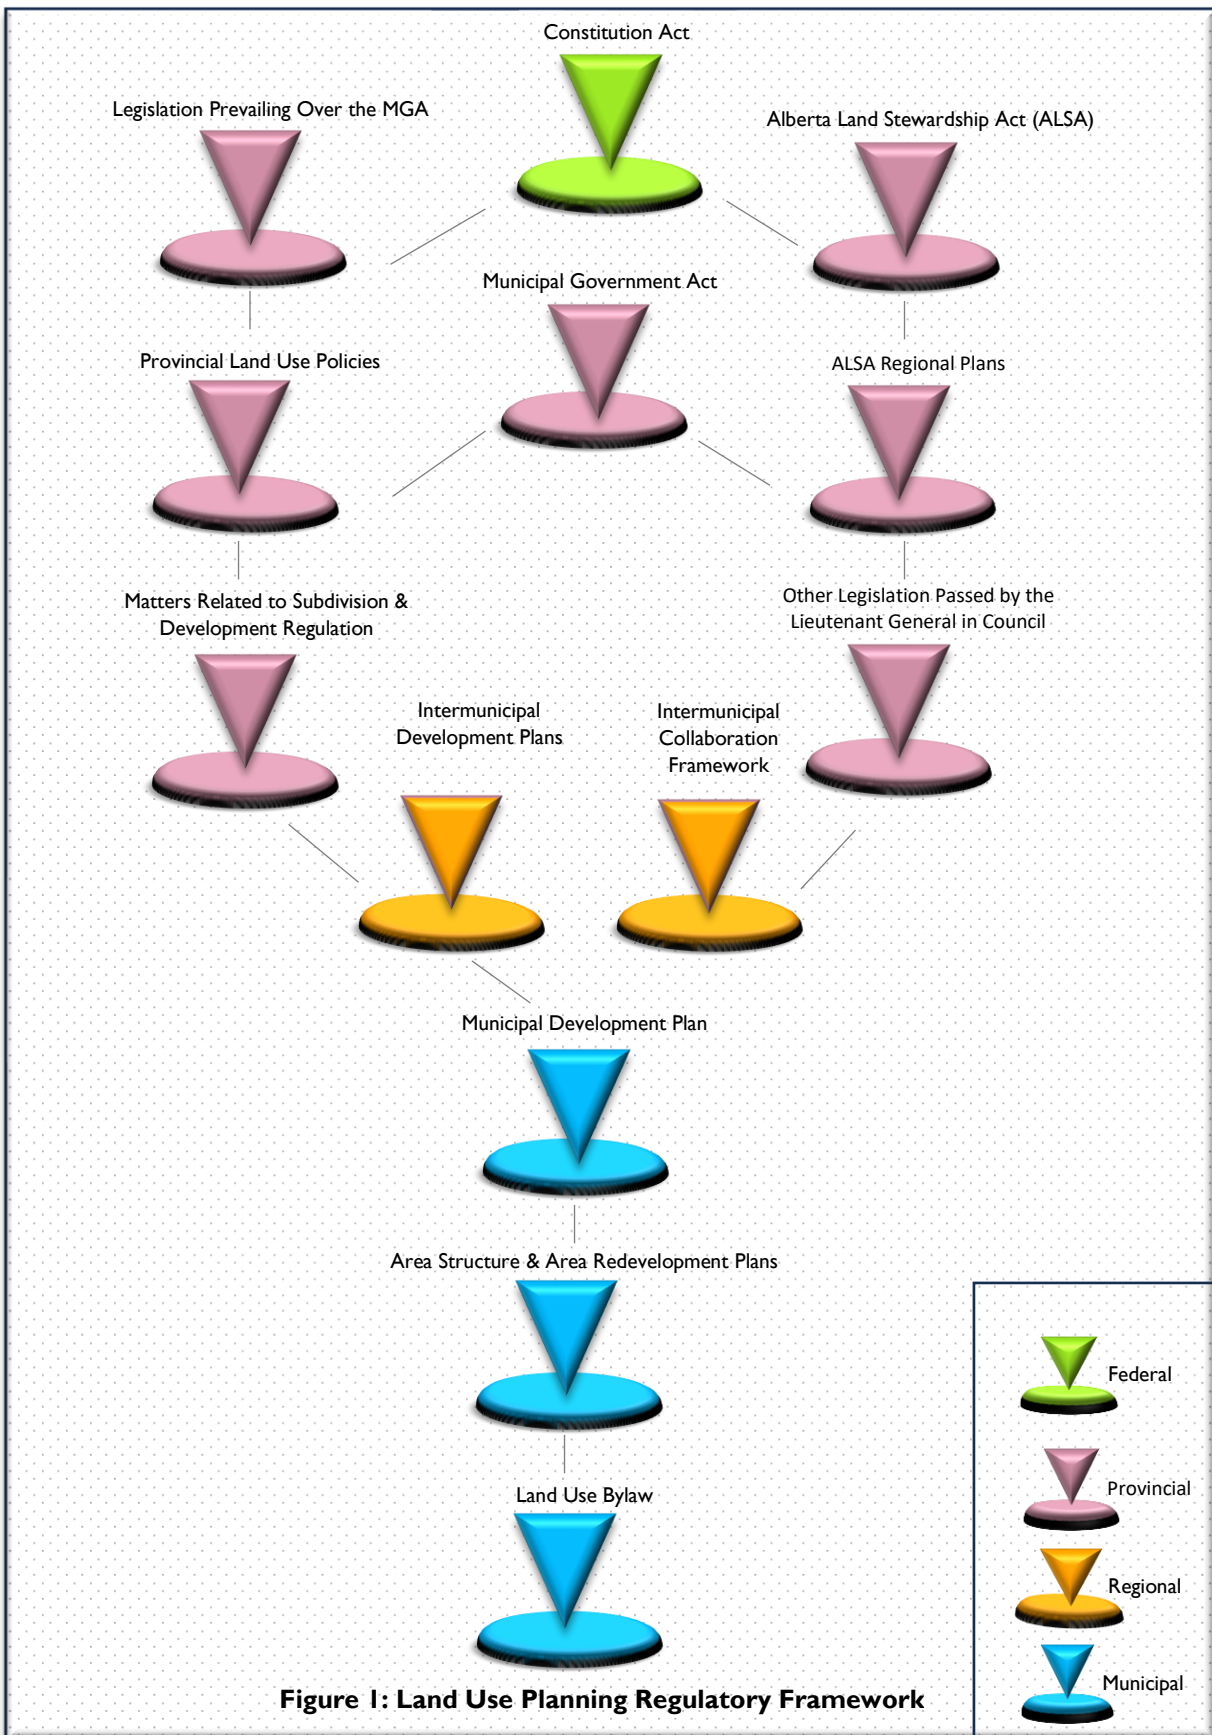 Constitution Act
Legislation Prevailing Over the MGA
Alberta Land Stewardship Act (ALSA)
Municipal Government Act
Provincial Land Use Policies
ALSA Regional Plans
Matters Related to Subdivision &
Development Regulation
Other Legislation Passed by the
Lieutenant General in Council
Intermunicipal
Development Plans
Intermunicipal
Collaboration
Framework
Municipal Development Plan
Area Structure & Area Redevelopment Plans
Land Use Bylaw
Federal
Provincial
Regional
Municipal
Figure 1: Land Use Planning Regulatory Framework